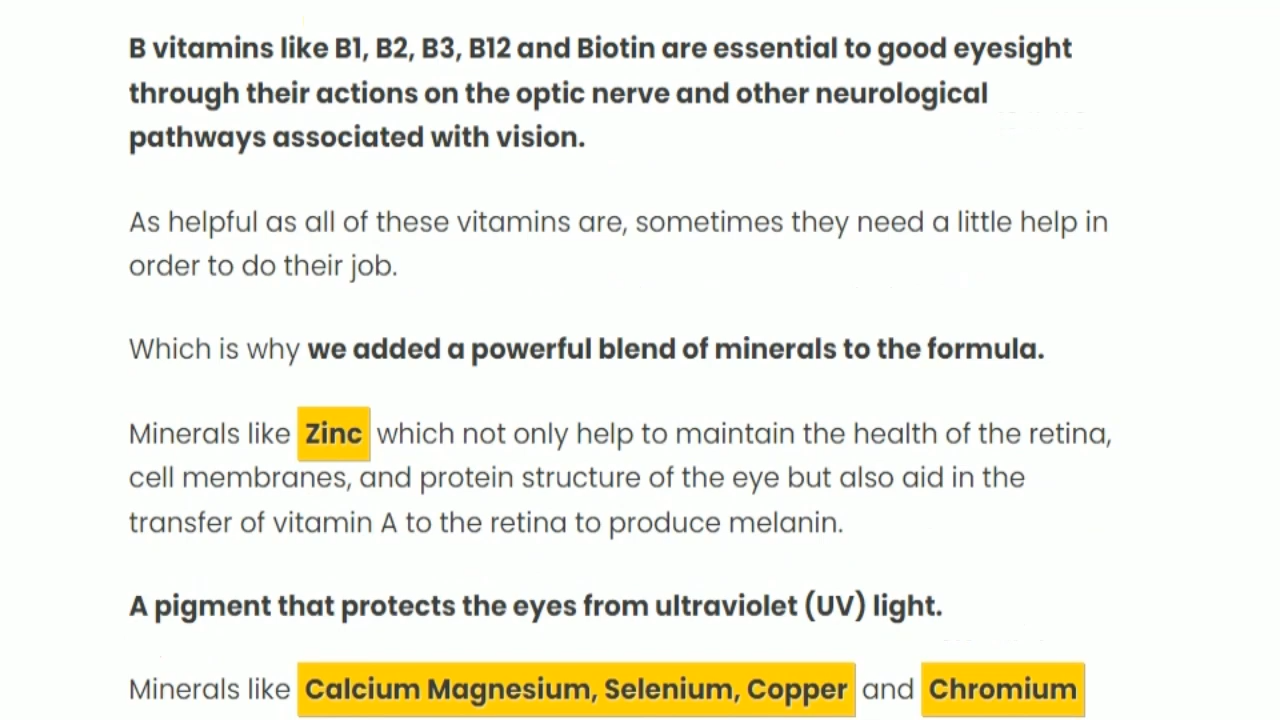 B vitamins like B1, B2, B3, B12 and Biotin are essential to good eyesight
through their actions on the optic nerve and other neurological
pathways associated with vision.
As helpful as all of these vitamins are, sometimes they need a little help in
order to do their job.
Which is why we added a powerful blend of minerals to the formula.
Minerals like Zinc which not only help to maintain the health of the retina,
cell membranes, and protein structure of the eye but also aid in the
transfer of vitamin A to the retina to produce melanin.
A pigment that protects the eyes from ultraviolet (UV) light.
Minerals like Calcium Magnesium, Selenium, Copper and Chromium